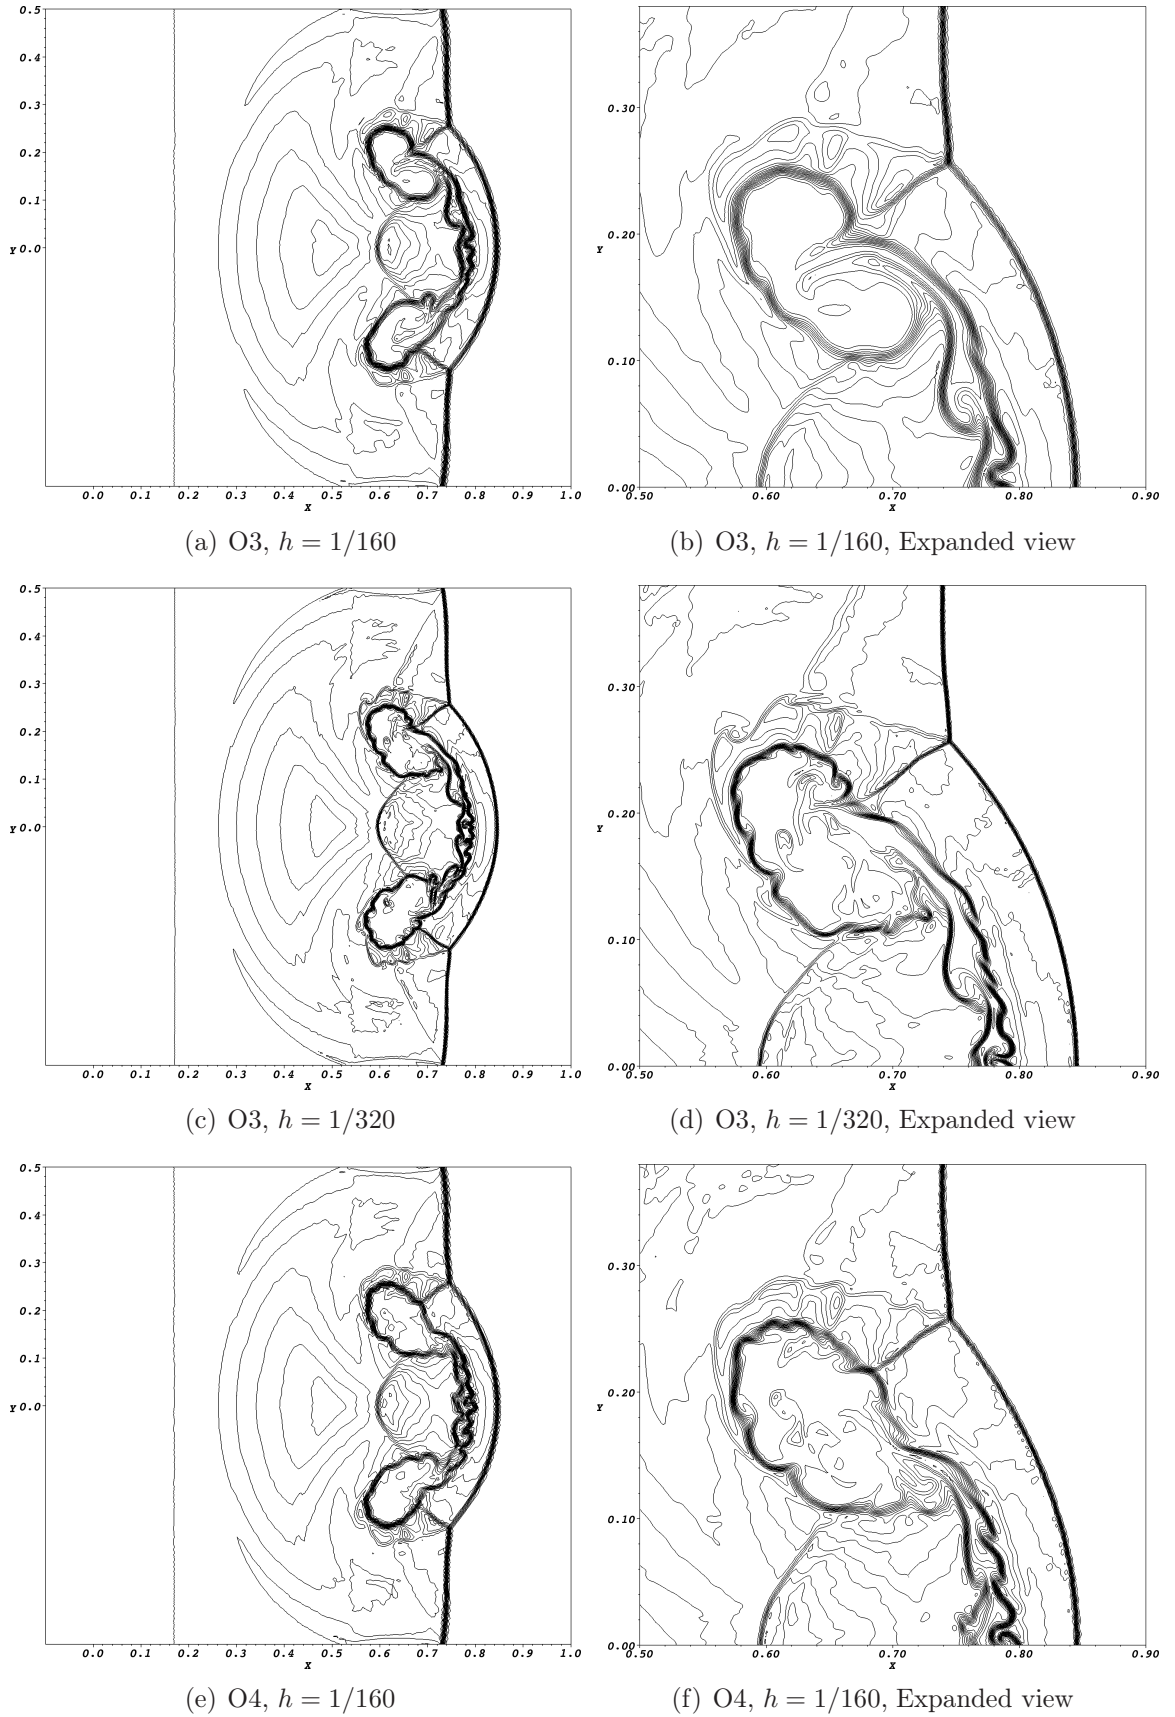 0.5
0.4
0.3
0.2
0.1
Y 0.0
0.0 0.1 0.2 0.3 0.4 0.5 0.6 0.7 0.8 0.9 1.0
X
(a) O3, h = 1/160
0.30
0.20
Y
0.10
0.00
0.50 0.60 0.70 0.80 0.90
X
(b) O3, h = 1/160, Expanded view
0.5
0.4
0.3
0.2
0.1
Y 0.0
0.0 0.1 0.2 0.3 0.4 0.5 0.6 0.7 0.8 0.9 1.0
X
(c) O3, h = 1/320
0.30
0.20
Y
0.10
0.00
0.50 0.60 0.70 0.80 0.90
X
(d) O3, h = 1/320, Expanded view
0.5
0.4
0.3
0.2
0.1
Y 0.0
0.0 0.1 0.2 0.3 0.4 0.5 0.6 0.7 0.8 0.9 1.0
X
(e) O4, h = 1/160
0.30
0.20
Y
0.10
0.00
0.50 0.60 0.70 0.80 0.90
X
(f) O4, h = 1/160, Expanded view